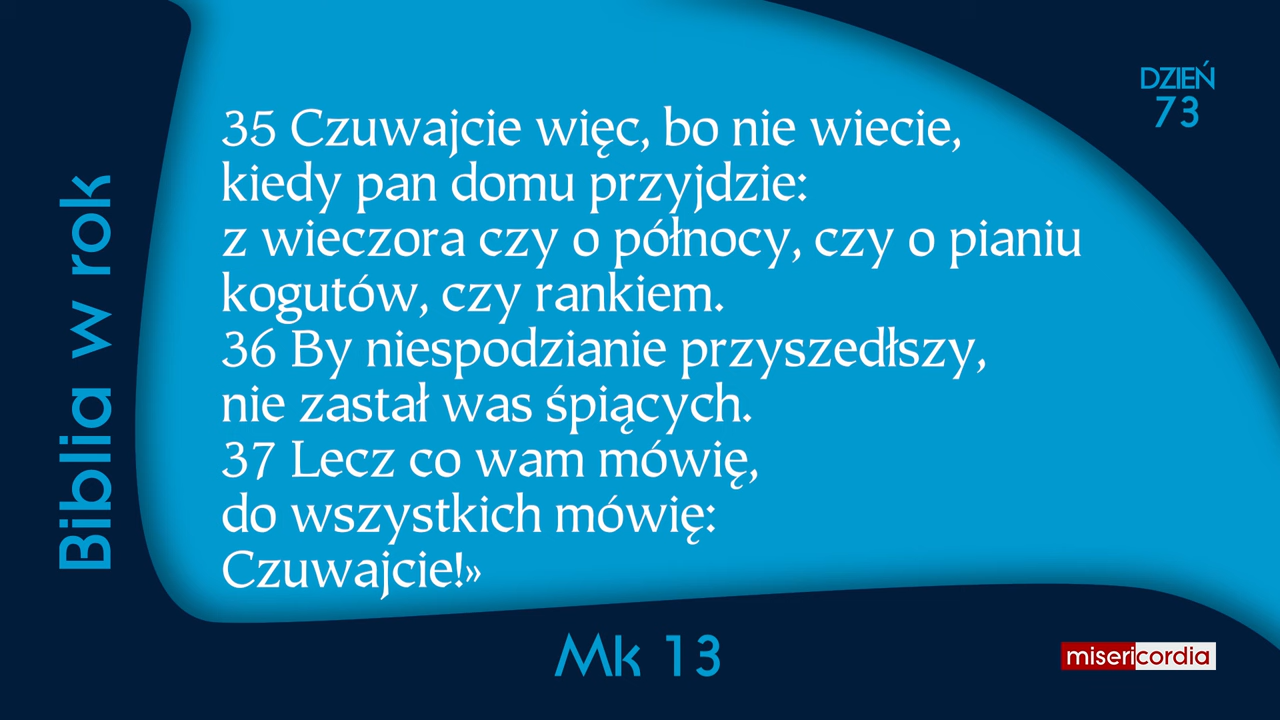 DZIEŃ
73
35 Czuwajcie więc, bo nie wiecie,
kiedy pan domu przyjdzie:
z wieczora czy o północy, czy o pianiu
kogutów, czy rankiem.
36 By niespodzianie przyszedłszy,
nie zastał was śpiących.
37 Lecz co wam mówię,
do wszystkich mówię:
Czuwajcie!»
Biblia w rok
Mk 13
misericordia